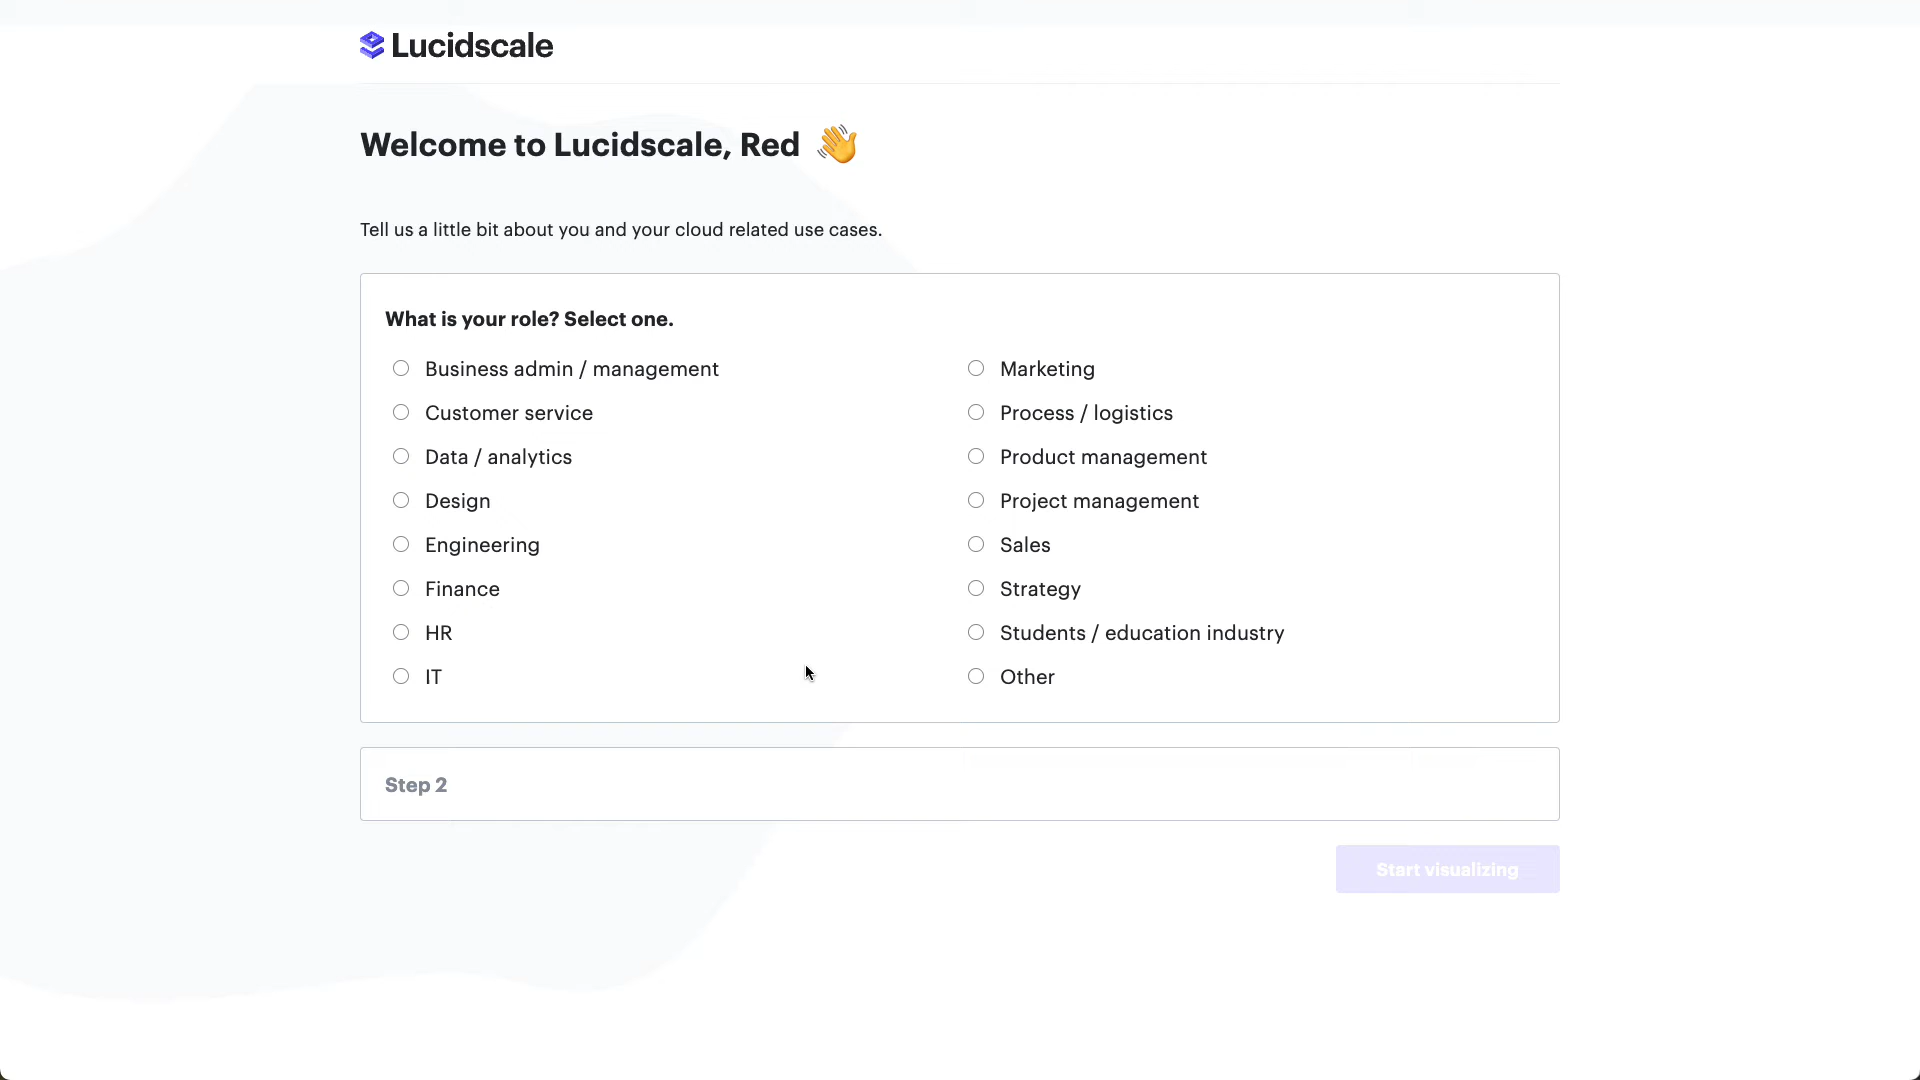 Lucidscale
Welcome to Lucidscale, Red 👋
Tell us a little bit about you and your cloud related use cases.
What is your role? Select one.
Business admin / management
Customer service
Data / analytics
Design
Engineering
Finance
HR
IT
Marketing
Process / logistics
Product management
Project management
Sales
Strategy
Students / education industry
Other
Step 2
Start visualizing